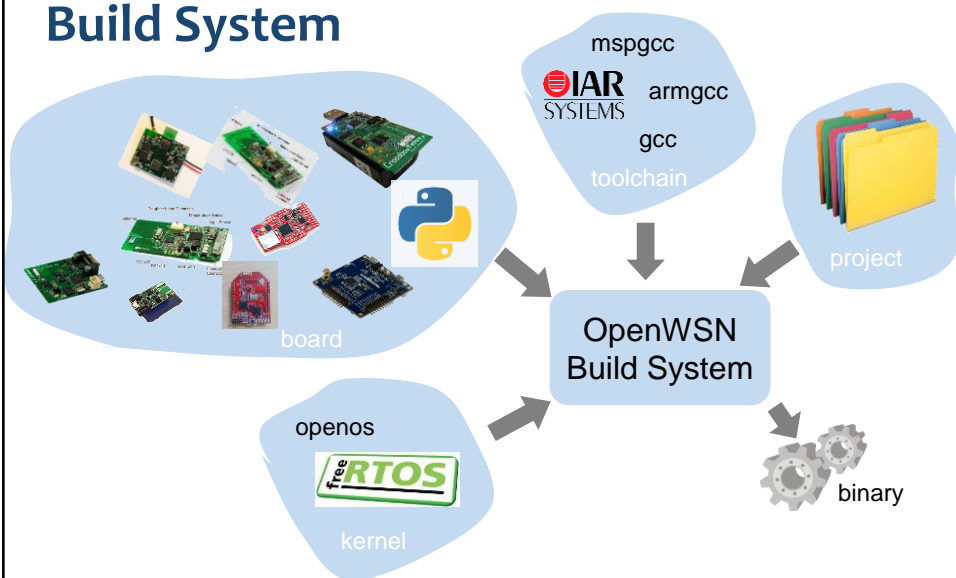 Build System
mspgcc
IAR
SYSTEMS
armgcc
gcc
toolchain
project
board
OpenWSN
Build System
openos
free
RTOS
kernel
binary